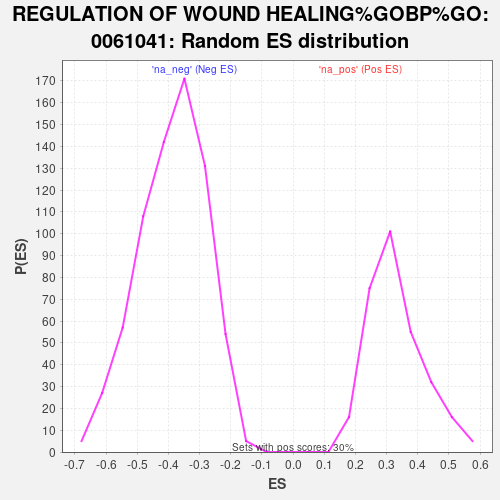 REGULATION OF WOUND HEALING%GOBP%GO:
0061041: Random ES distribution
'na_neg' (Neg ES)
'na_pos' (Pos ES)
170
160
150
140
130
120
110
100
90
80
70
60
50
40
30
20
10
0
P(ES)
Sets with pos scores: 30%
-0.7 -0.6 -0.5 -0.4 -0.3 -0.2 -0.1 0.0 0.1 0.2 0.3 0.4 0.5 0.6
ES